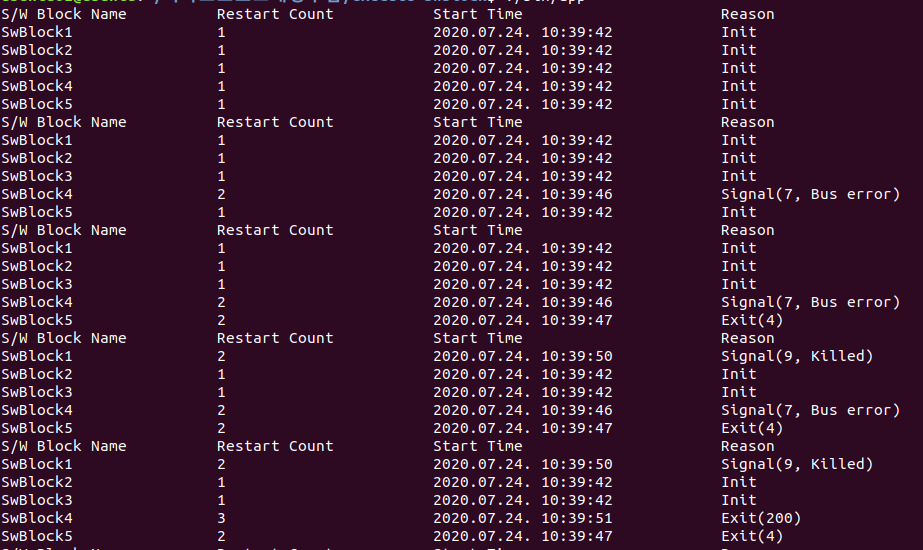 S/W Block Name Restart Count Start Time Reason
SwBlock1 1 2020.07.24. 10:39:42 Init
SwBlock2 1 2020.07.24. 10:39:42 Init
SwBlock3 1 2020.07.24. 10:39:42 Init
SwBlock4 1 2020.07.24. 10:39:42 Init
SwBlock5 1 2020.07.24. 10:39:42 Init
S/W Block Name Restart Count Start Time Reason
SwBlock1 1 2020.07.24. 10:39:42 Init
SwBlock2 1 2020.07.24. 10:39:42 Init
SwBlock3 1 2020.07.24. 10:39:42 Init
SwBlock4 2 2020.07.24. 10:39:46 Signal(7, Bus error)
SwBlock5 1 2020.07.24. 10:39:42 Init
S/W Block Name Restart Count Start Time Reason
SwBlock1 1 2020.07.24. 10:39:42 Init
SwBlock2 1 2020.07.24. 10:39:42 Init
SwBlock3 1 2020.07.24. 10:39:42 Init
SwBlock4 2 2020.07.24. 10:39:46 Signal(7, Bus error)
SwBlock5 2 2020.07.24. 10:39:47 Exit(4)
S/W Block Name Restart Count Start Time Reason
SwBlock1 2 2020.07.24. 10:39:50 Signal(9, Killed)
SwBlock2 1 2020.07.24. 10:39:42 Init
SwBlock3 1 2020.07.24. 10:39:42 Init
SwBlock4 2 2020.07.24. 10:39:46 Signal(7, Bus error)
SwBlock5 2 2020.07.24. 10:39:47 Exit(4)
S/W Block Name Restart Count Start Time Reason
SwBlock1 2 2020.07.24. 10:39:50 Signal(9, Killed)
SwBlock2 1 2020.07.24. 10:39:42 Init
SwBlock3 1 2020.07.24. 10:39:42 Init
SwBlock4 3 2020.07.24. 10:39:51 Exit(200)
SwBlock5 2 2020.07.24. 10:39:47 Exit(4)